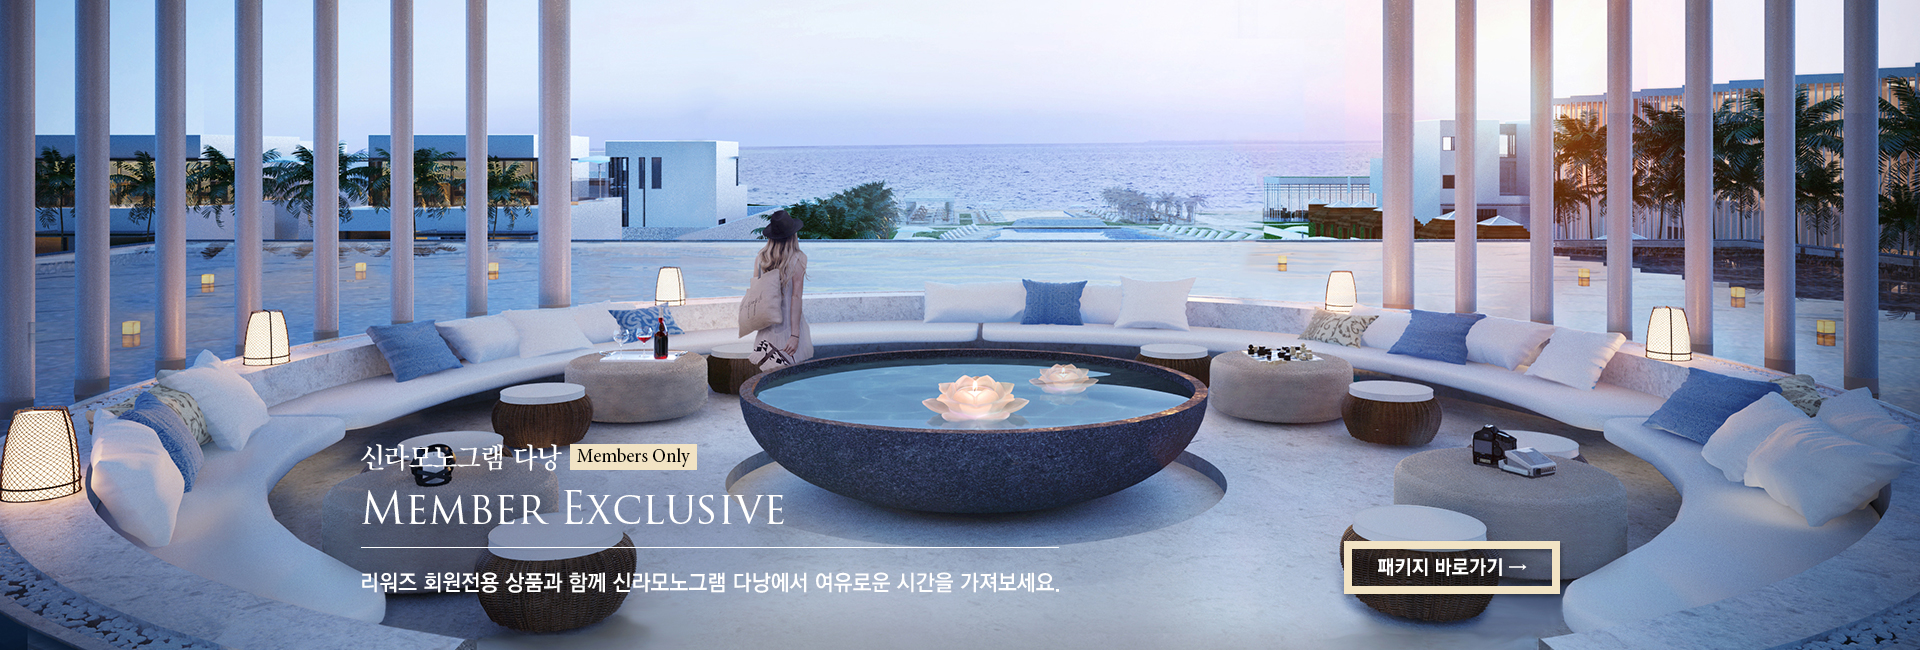 신라모노그램 다낭 Members Only
MEMBER EXCLUSIVE
리워즈 회원전용 상품과 함께 신라모노그램 다낭에서 여유로운 시간을 가져보세요.
패키지 바로가기 →